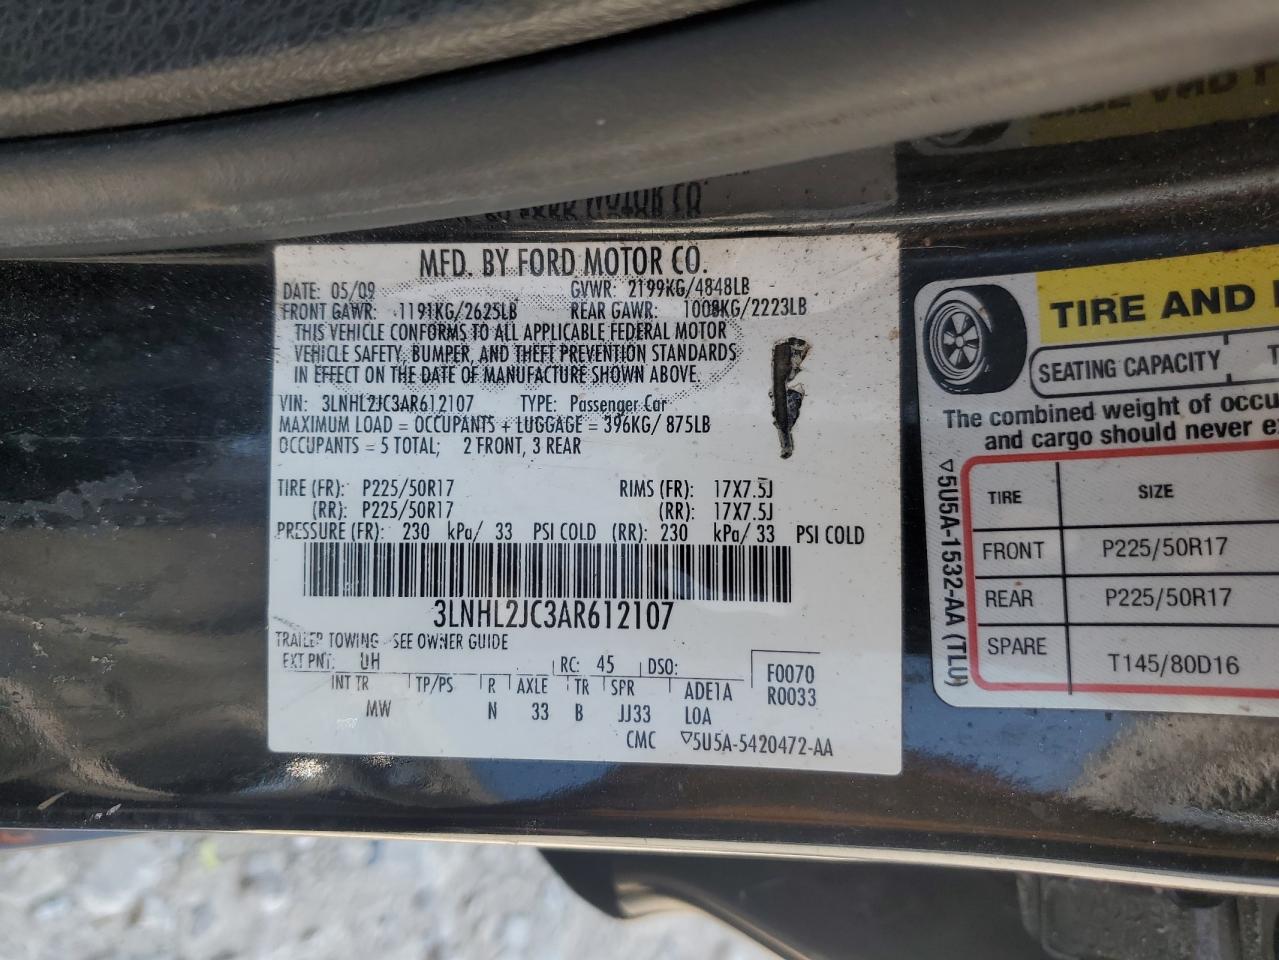 MFD. BY FORD MOTOR CO.
DATE: 05/09 GVWR: 2199KG/4848LB
FRONT GAWR: 1191KG/2625LB REAR GAWR: 1008KG/2223LB
THIS VEHICLE CONFORMS TO ALL APPLICABLE FEDERAL MOTOR
VEHICLE SAFETY, BUMPER, AND THEFT PREVENTION STANDARDS
IN EFFECT ON THE DATE OF MANUFACTURE SHOWN ABOVE.
VIN: 3LNHL2JC3AR612107 TYPE: Passenger Car
MAXIMUM LOAD = OCCUPANTS + LUGGAGE = 396KG/ 875LB
OCCUPANTS = 5 TOTAL; 2 FRONT, 3 REAR
TIRE (FR): P225/50R17 RIMS (FR): 17X7.5J
(RR): P225/50R17 (RR): 17X7.5J
PRESSURE (FR): 230 kPa/ 33 PSI COLD (RR): 230 kPa/ 33 PSI COLD
3LNHL2JC3AR612107
TRAILER TOWING - SEE OWNER GUIDE
EXT PNT: UH RC: 45 DSO: F0070
INT TR TP/PS R AXLE TR SPR ADE1A R0033
MW N 33 B JJ33 LOA
CMC ▽5U5A-5420472-AA
TIRE AND
SEATING CAPACITY
The combined weight of
and cargo should never
TIRE SIZE
FRONT P225/50R17
REAR P225/50R17
SPARE T145/80D16
▽5U5A-1532-AA (TLU)